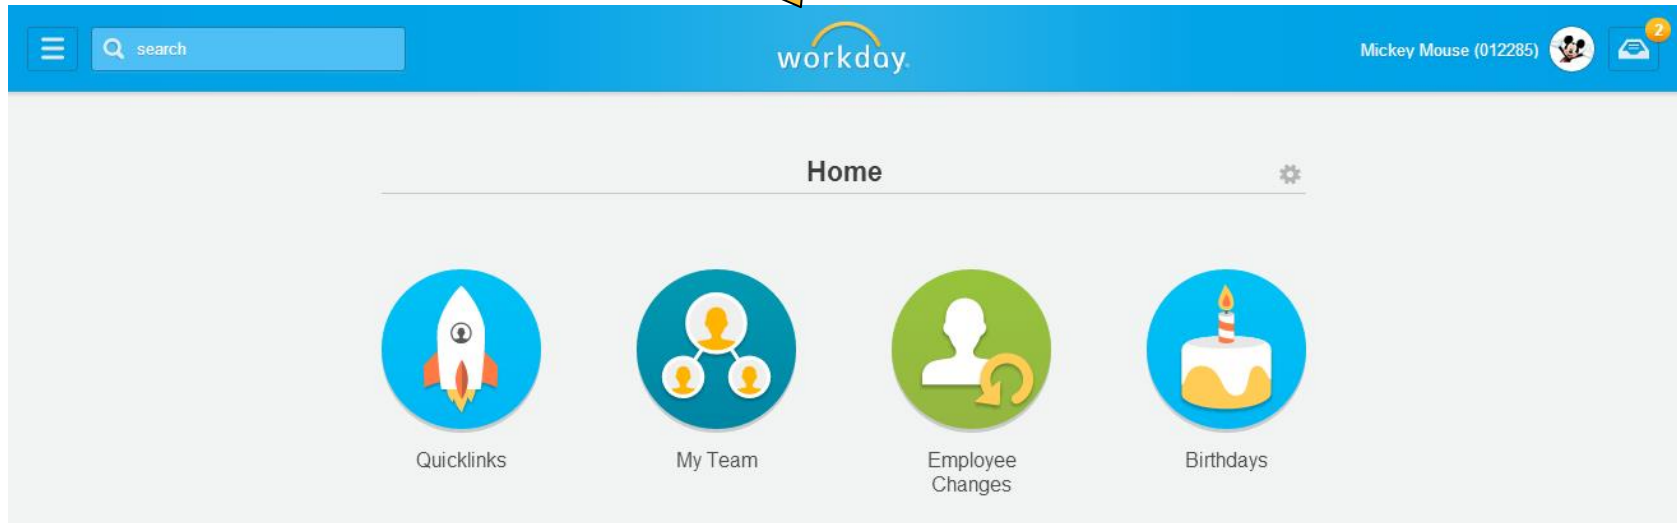 search
workday.
Mickey Mouse (012285)
2
Home
Quicklinks
My Team
Employee
Changes
Birthdays